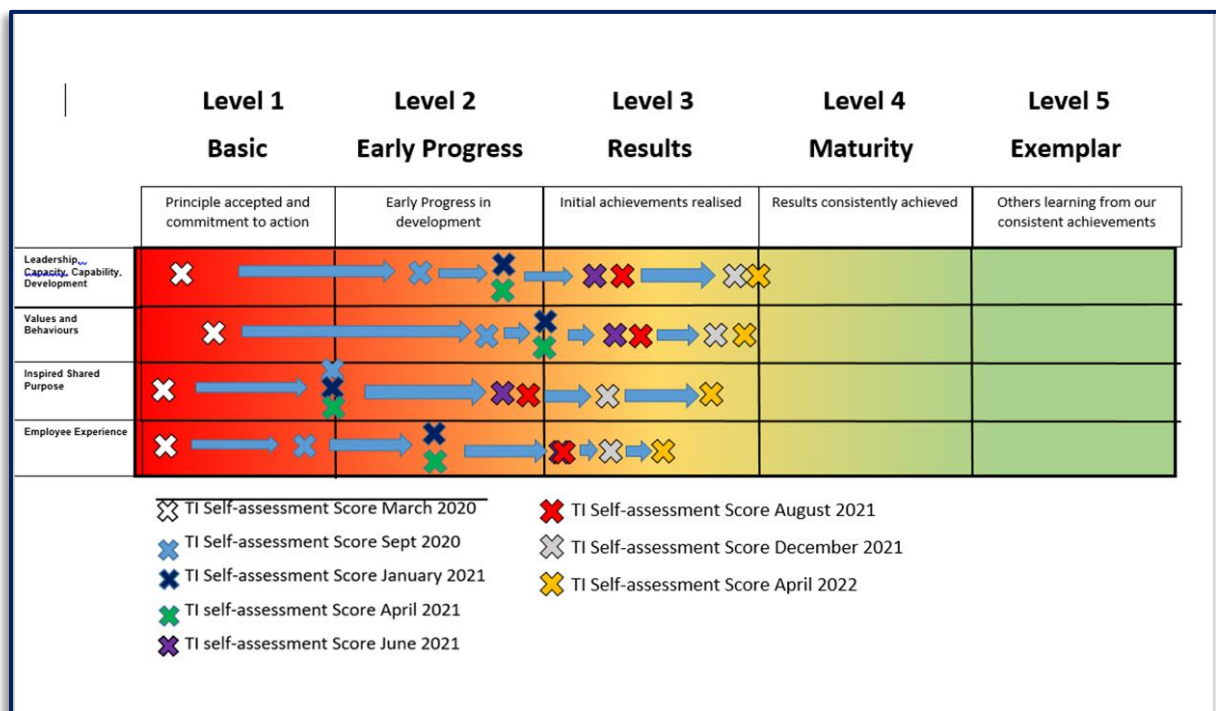 Level 1
Level 2
Level 3
Level 4
Level 5
Basic
Early Progress
Results
Maturity
Exemplar
Principle accepted and
commitment to action
Early Progress in
development
Initial achievements realised
Results consistently achieved
Others learning from our
consistent achievements
Leadership,
Capacity, Capability,
Development
Values and
Behaviours
Inspired Shared
Purpose
Employee Experience
TI Self-assessment Score March 2020
TI Self-assessment Score Sept 2020
TI Self-assessment Score January 2021
TI self-assessment Score April 2021
TI self-assessment Score June 2021
TI Self-assessment Score August 2021
TI Self-assessment Score December 2021
TI Self-assessment Score April 2022